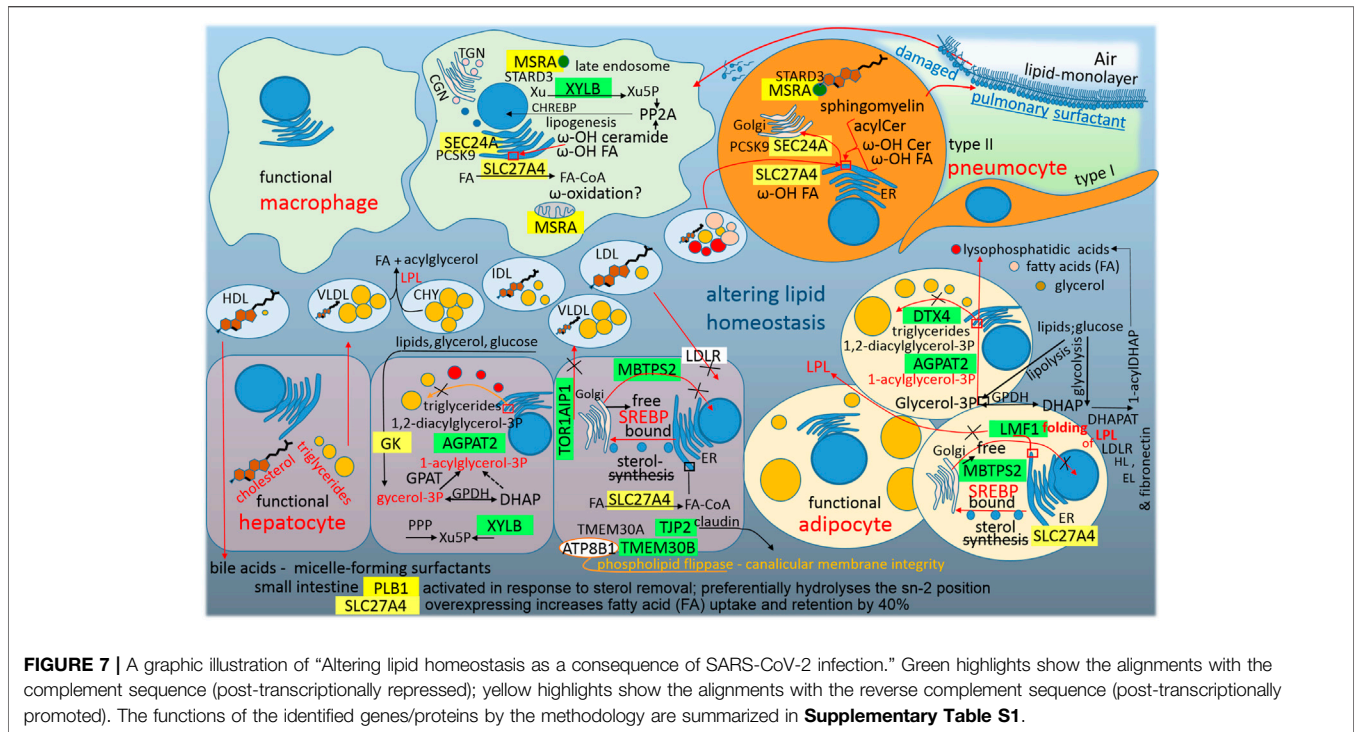 TGN
CGN
MSRA
late endosome
STARD3
Xu
XYLB
Xu5P
CHREBP
PP2A
lipogenesis
SEC24A
ω-OH ceramide
PCSK9
ω-OH FA
SLC27A4
FA
FA-CoA
ω-oxidation?
MSRA
functional
macrophage
STARD3
MSRA
sphingomyelin
Golgi
acylCer
PCSK9
SEC24A
ω-OH Cer
ω-OH FA
SLC27A4
ω-OH FA
ER
type II
pneumocyte
type I
damaged
Air
lipid-monolayer
pulmonary surfactant
HDL
VLDL
FA + acylglycerol
LPL
CHY
IDL
VLDL
LDL
altering lipid
homeostasis
lysophosphatidic acids
fatty acids (FA)
glycerol
cholesterol
triglycerides
functional
hepatocyte
lipids, glycerol, glucose
triglycerides
1,2-diacylglycerol-3P
GK
AGPAT2
1-acylglycerol-3P
GPAT
gycerol-3P
GPDH
DHAP
PPP
Xu5P
XYLB
TOR1AIP1
MBTPS2
LDLR
Golgi
free
SREBP
bound
sterol-
synthesis
ER
FA
SLC27A4
FA-CoA
TMEM30A
TJP2
claudin
ATP8B1
TMEM30B
phospholipid flippase - canalicular membrane integrity
DTX4
triglycerides
1,2-diacylglycerol-3P
AGPAT2
1-acylglycerol-3P
lipids;glucose
lipolysis
glycolysis
Glycerol-3P
GPDH
DHAP
DHAPAT
1-acylDHAP
& fibronectin
LPL
functional
adipocyte
LMF1
folding
of
LPL
LDLR
HL ,
EL
Golgi
free
MBTPS2
SREBP
bound
sterol
synthesis
ER
SLC27A4
bile acids - micelle-forming surfactants
small intestine PLB1 activated in response to sterol removal; preferentially hydrolyses the sn-2 position
SLC27A4 overexpressing increases fatty acid (FA) uptake and retention by 40%
FIGURE 7 | A graphic illustration of “Altering lipid homeostasis as a consequence of SARS-CoV-2 infection.” Green highlights show the alignments with the
complement sequence (post-transcriptionally repressed); yellow highlights show the alignments with the reverse complement sequence (post-transcriptionally
promoted). The functions of the identified genes/proteins by the methodology are summarized in Supplementary Table S1.